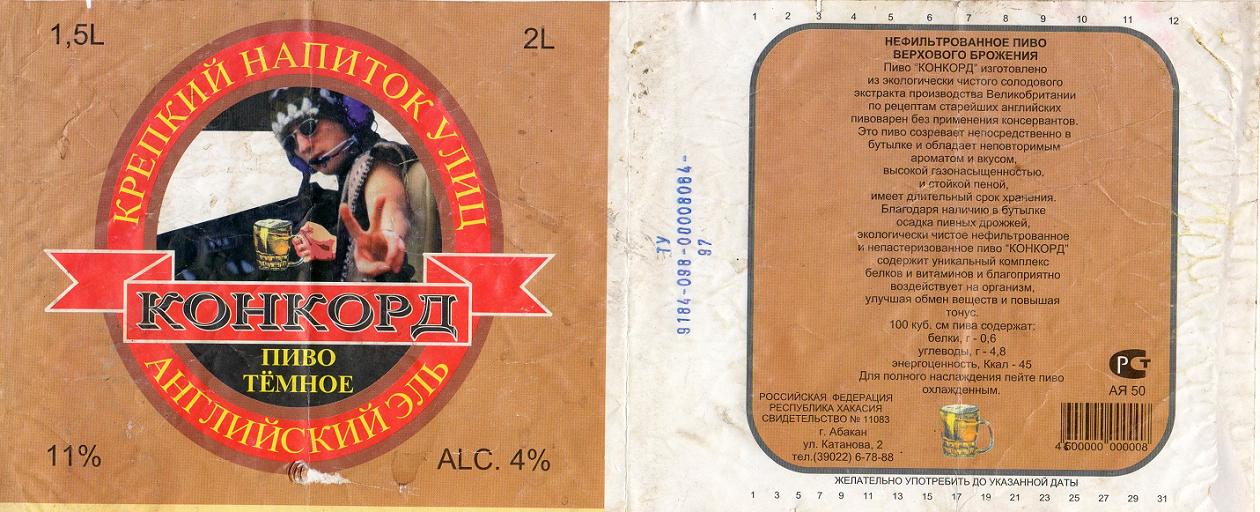 1,5L
2L
КРЕПКИЙ НАПИТОК УЛИЦ
КОНКОРД
ПИВО
ТЁМНОЕ
АНГЛИЙСКИЙ ЭЛЬ
11%
ALC. 4%
ТУ
9184-098-00008064-
97
1 2 3 4 5 6 7 8 9 10 11 12
НЕФИЛЬТРОВАННОЕ ПИВО
ВЕРХОВОГО БРОЖЕНИЯ
Пиво "КОНКОРД" изготовлено
из экологически чистого солодового
экстракта производства Великобритании
по рецептам старейших английских
пивоварен без применения консервантов.
Это пиво созревает непосредственно в
бутылке и обладает неповторимым
ароматом и вкусом,
высокой газонасыщенностью,
и стойкой пеной,
имеет длительный срок хранения.
Благодаря наличию в бутылке
осадка пивных дрожжей,
экологически чистое нефильтрованное
и непастеризованное пиво "КОНКОРД"
содержит уникальный комплекс
белков и витаминов и благоприятно
воздействует на организм,
улучшая обмен веществ и повышая
тонус.
100 куб. см пива содержат:
белки, г - 0,6
углеводы, г - 4,8
энергоценность, Ккал - 45
Для полного наслаждения пейте пиво
охлажденным.
РСТ
АЯ 50
РОССИЙСКАЯ ФЕДЕРАЦИЯ
РЕСПУБЛИКА ХАКАСИЯ
СВИДЕТЕЛЬСТВО № 11083
г. Абакан
ул. Катанова, 2
тел.(39022) 6-78-88
4 600000 000008
ЖЕЛАТЕЛЬНО УПОТРЕБИТЬ ДО УКАЗАННОЙ ДАТЫ
1 3 5 7 9 11 13 15 17 19 21 23 25 27 29 31